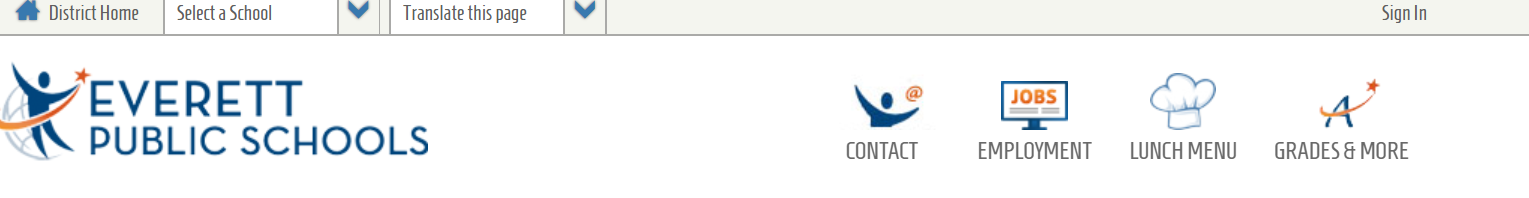 District Home Select a School Translate this page Sign In
EVERETT
PUBLIC SCHOOLS
@
JOBS
A
CONTACT EMPLOYMENT LUNCH MENU GRADES & MORE